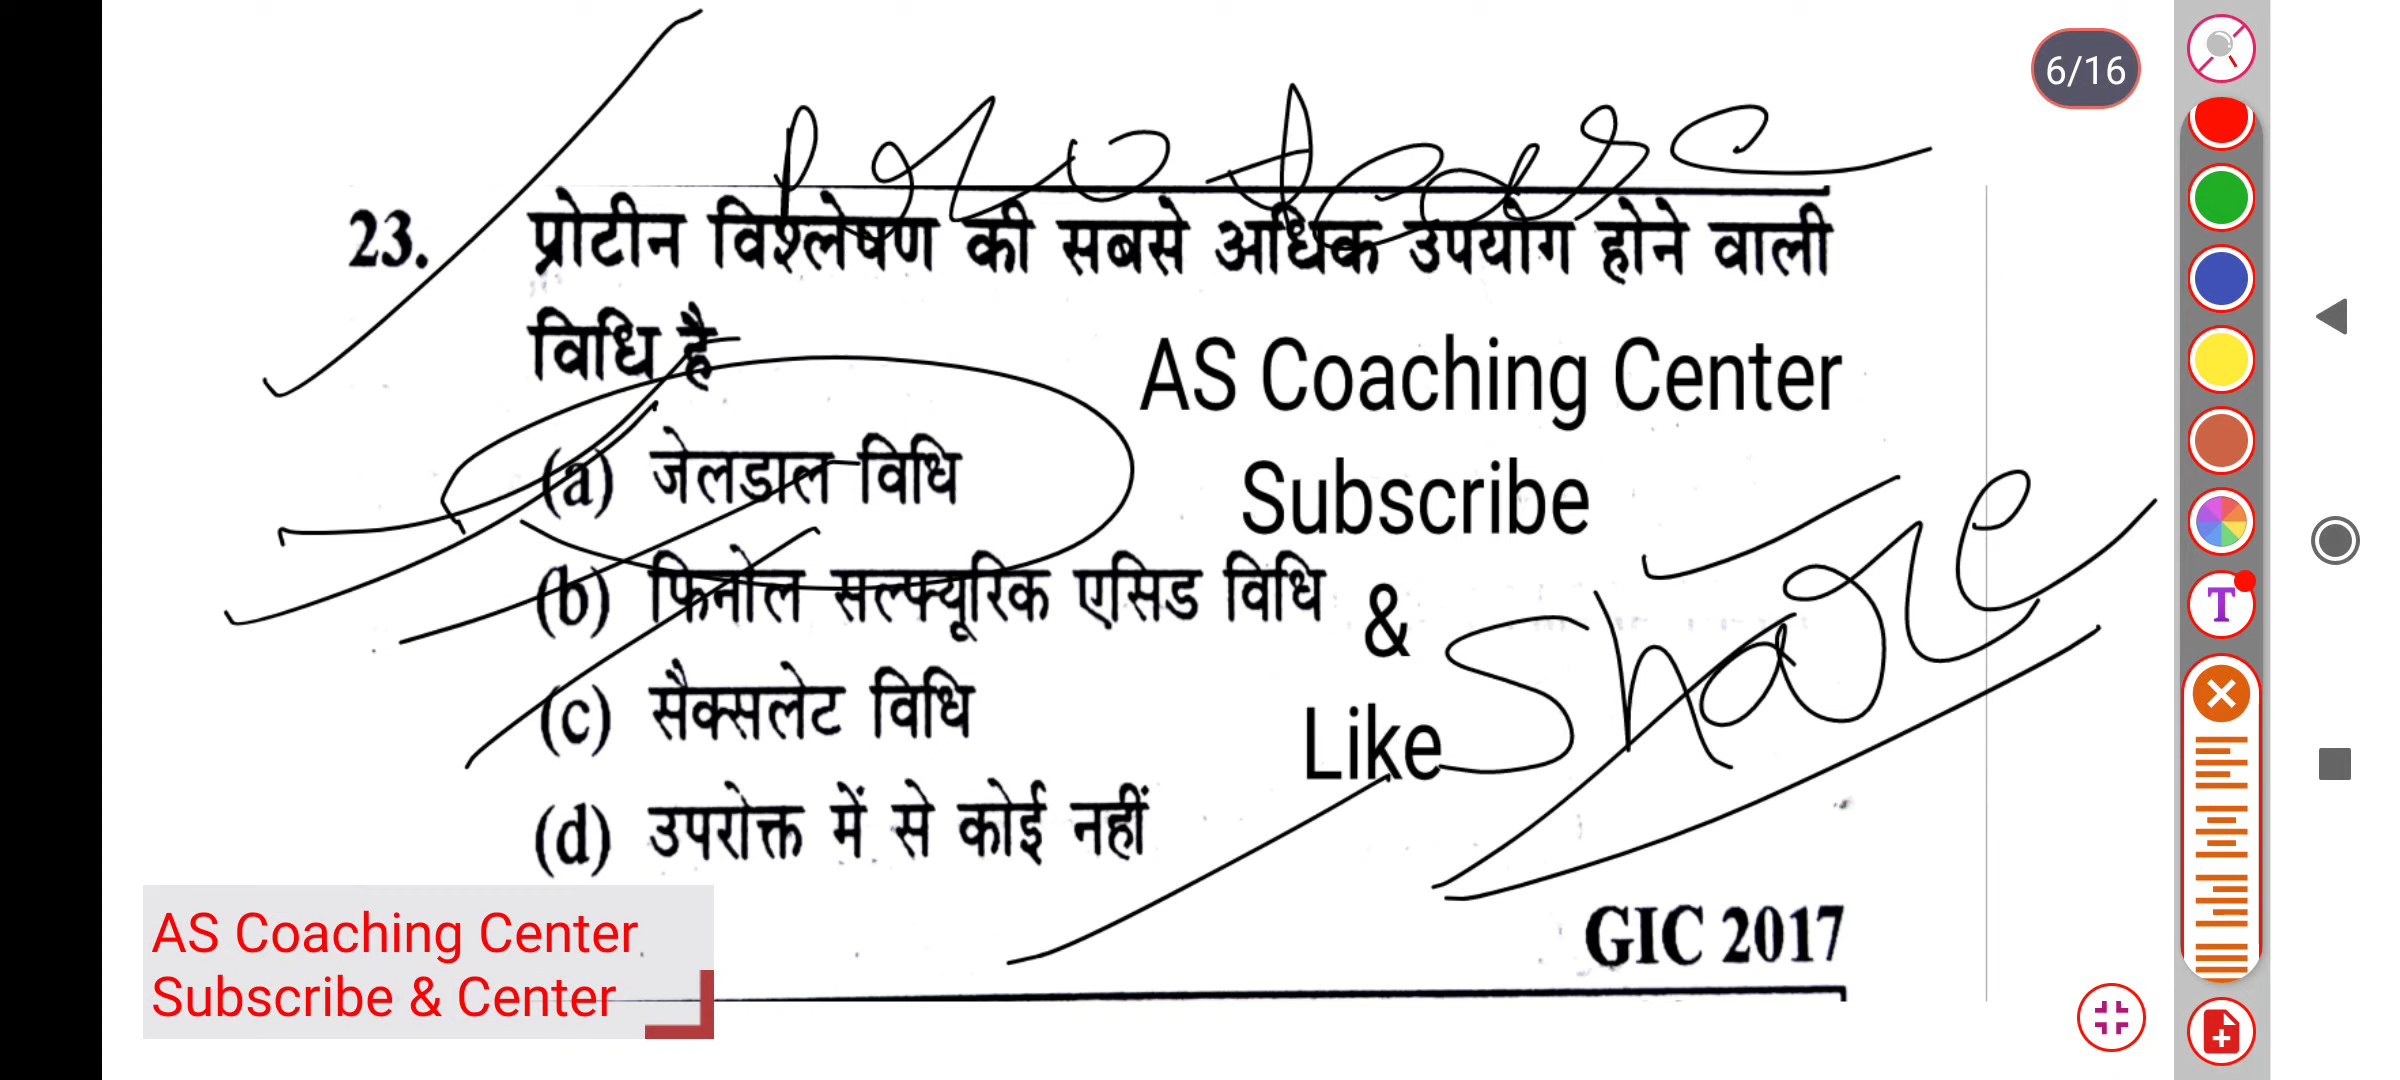 6/16
23. प्रोटीन विश्लेषण की सबसे अधिक उपयोग होने वाली
विधि है
AS Coaching Center
(a) जेलडाल विधि
Subscribe
(b) फिनोल सल्फ्यूरिक एसिड विधि
&
Share
(c) सैक्सलेट विधि
Like
(d) उपरोक्त में से कोई नहीं
GIC 2017
AS Coaching Center
Subscribe & Center
T